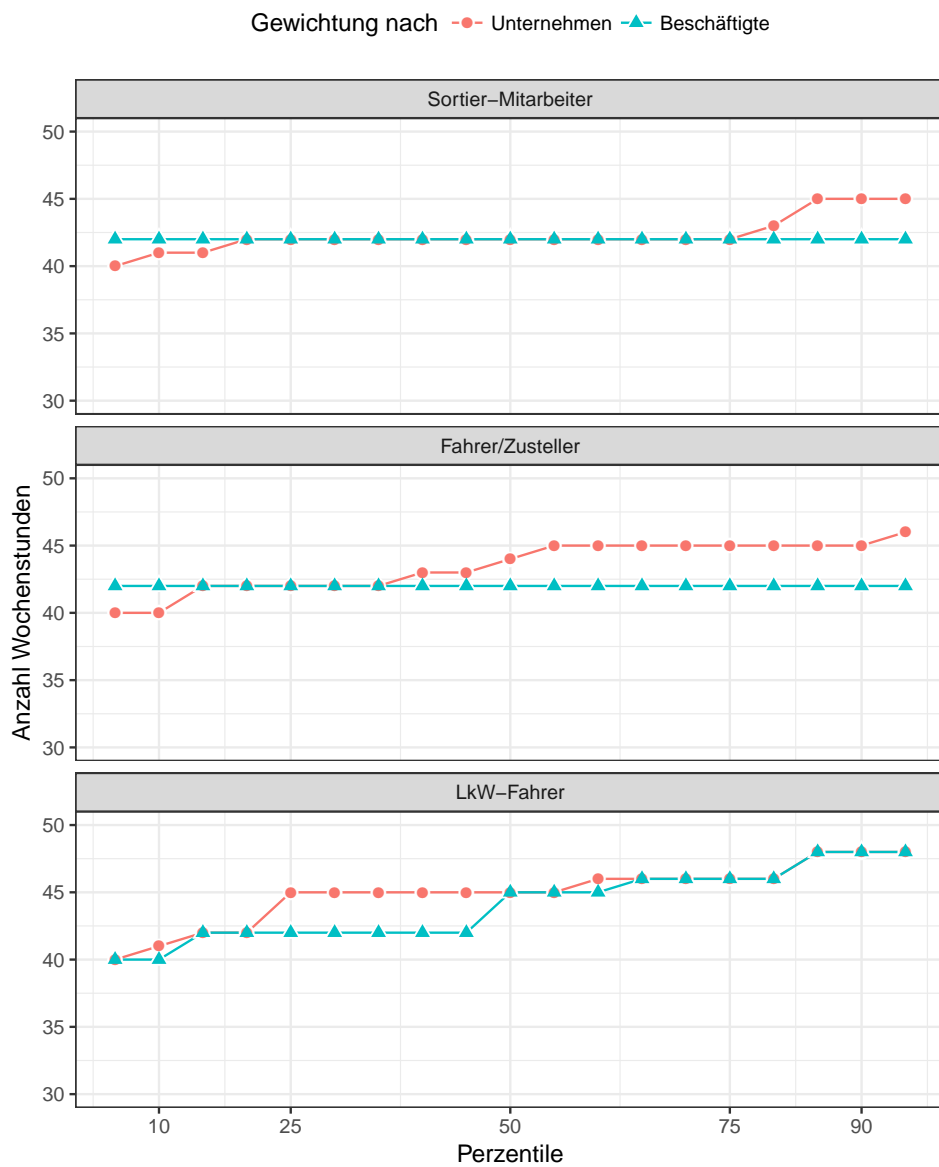 Gewichtung nach Unternehmen Beschäftigte
Sortier−Mitarbeiter
50
45
40
35
30
Fahrer/Zusteller
50
45
40
35
30
Anzahl Wochenstunden
LkW−Fahrer
50
45
40
35
30
10 25 50 75 90
Perzentile